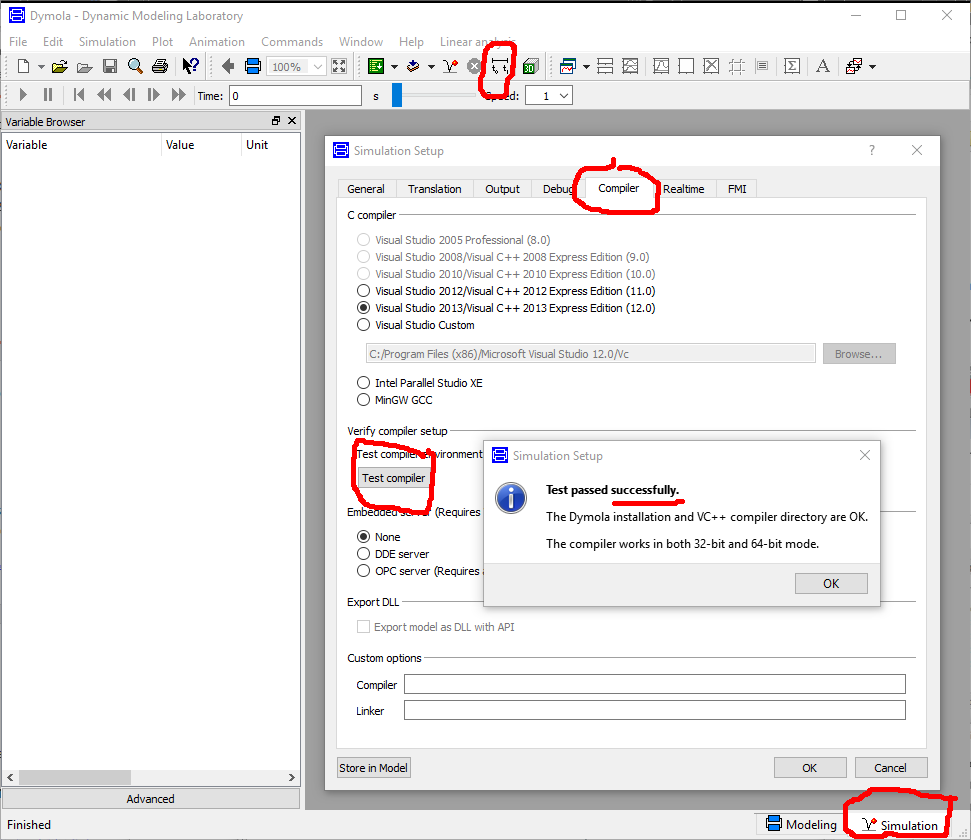 Dymola - Dynamic Modeling Laboratory
File Edit Simulation Plot Animation Commands Window Help Linear analysis
100% 3D A
Time: 0 s Speed: 1
Variable Browser
Variable Value Unit
Simulation Setup
General Translation Output Debug Compiler Realtime FMI
C compiler
Visual Studio 2005 Professional (8.0)
Visual Studio 2008/Visual C++ 2008 Express Edition (9.0)
Visual Studio 2010/Visual C++ 2010 Express Edition (10.0)
Visual Studio 2012/Visual C++ 2012 Express Edition (11.0)
Visual Studio 2013/Visual C++ 2013 Express Edition (12.0)
Visual Studio Custom
C:/Program Files (x86)/Microsoft Visual Studio 12.0/Vc Browse...
Intel Parallel Studio XE
MinGW GCC
Verify compiler setup
Test compiler environment
Test compiler
Simulation Setup
Test passed successfully.
The Dymola installation and VC++ compiler directory are OK.
The compiler works in both 32-bit and 64-bit mode.
OK
Embedded server (Requires
None
DDE server
OPC server (Requires
Export DLL
Export model as DLL with API
Custom options
Compiler
Linker
Store in Model OK Cancel
Advanced
Finished Modeling Simulation